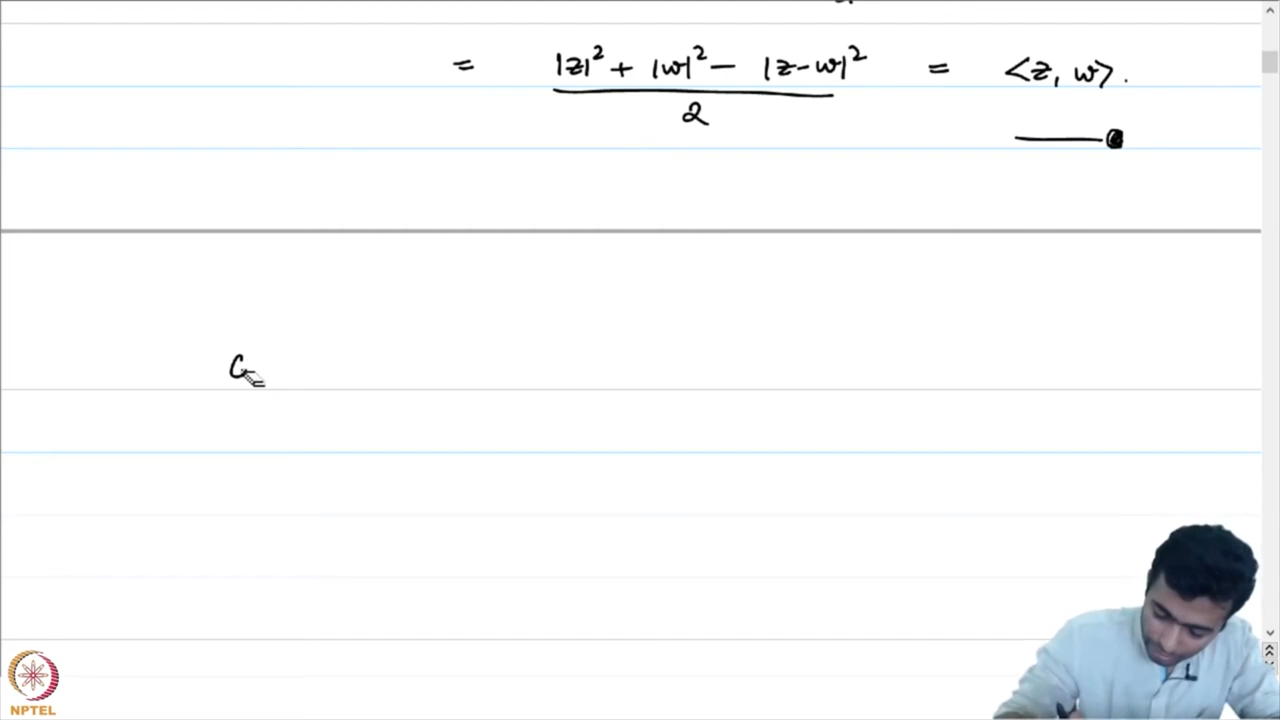 = |z|² + |w|² - |z-w|² / 2 = <z, w>.
C
NPTEL